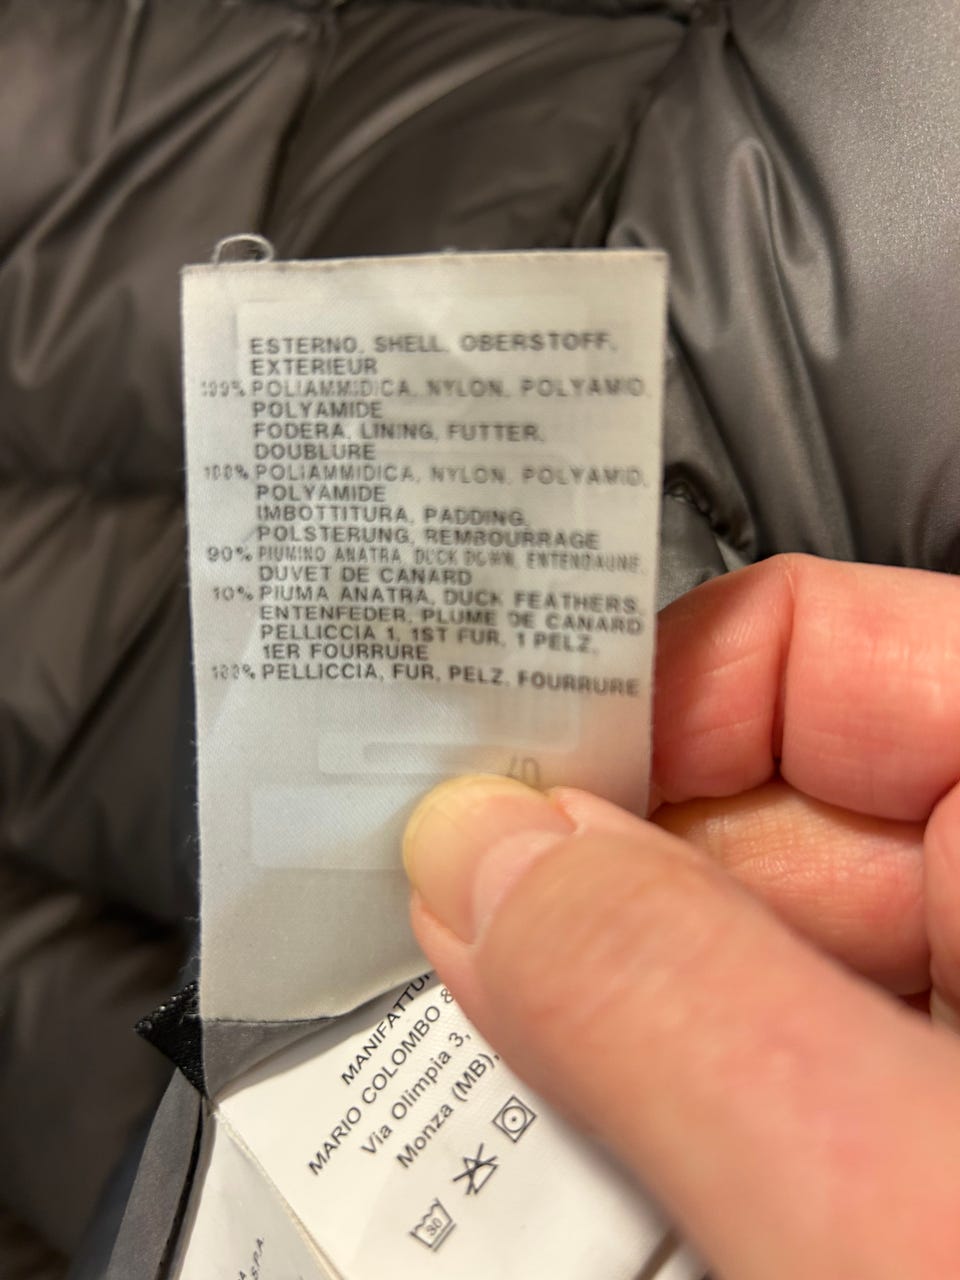 ESTERNO, SHELL, OBERSTOFF,
EXTERIEUR
100% POLIAMMIDICA, NYLON, POLYAMID,
POLYAMIDE
FODERA, LINING, FUTTER,
DOUBLURE
100% POLIAMMIDICA, NYLON, POLYAMID,
POLYAMIDE
IMBOTTITURA, PADDING,
POLSTERUNG, REMBOURRAGE
90% PIUMINO ANATRA, DUCK DOWN, ENTENDAUNE,
DUVET DE CANARD
10% PIUMA ANATRA, DUCK FEATHERS,
ENTENFEDER, PLUME DE CANARD
PELLICCIA 1, 1ST FUR, 1 PELZ,
1ER FOURRURE
100% PELLICCIA, FUR, PELZ, FOURRURE
MARIO COLOMBO &
Via Olimpia 3,
Monza (MB),
30
S.P.A.